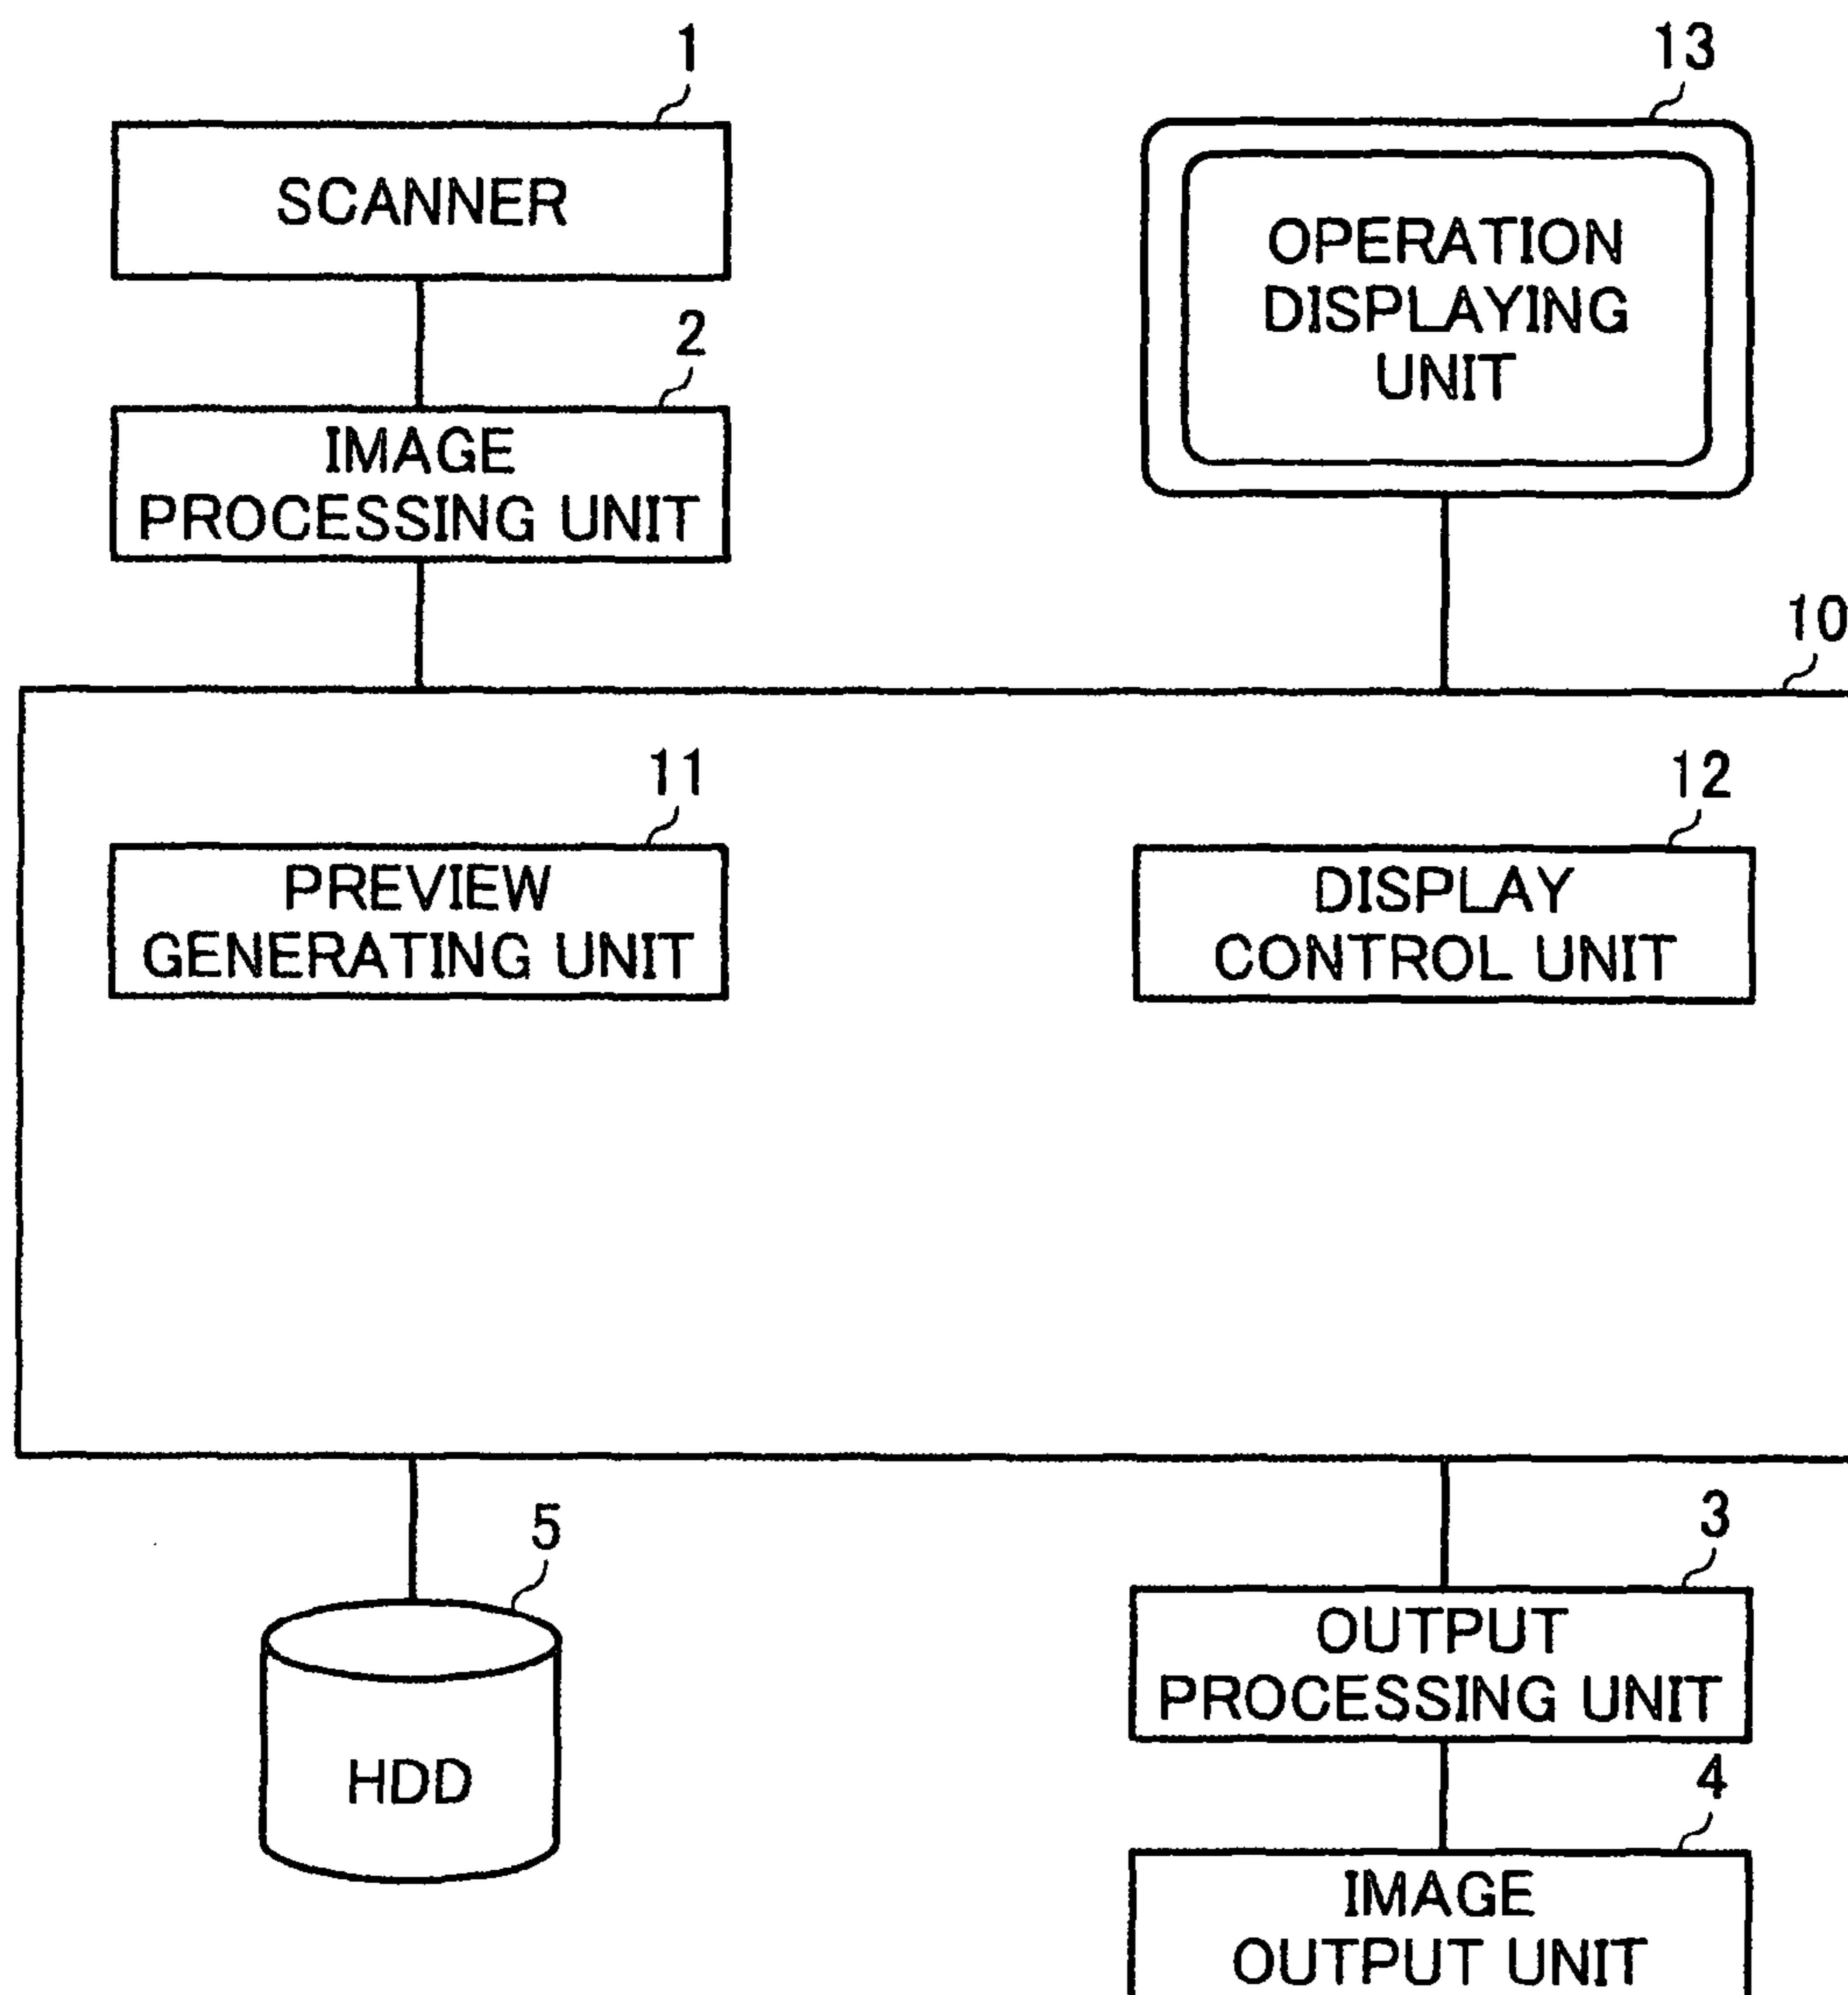 1
SCANNER
13
OPERATION
DISPLAYING
UNIT
2
IMAGE
PROCESSING UNIT
10
11
PREVIEW
GENERATING UNIT
12
DISPLAY
CONTROL UNIT
5
HDD
3
OUTPUT
PROCESSING UNIT
4
IMAGE
OUTPUT UNIT